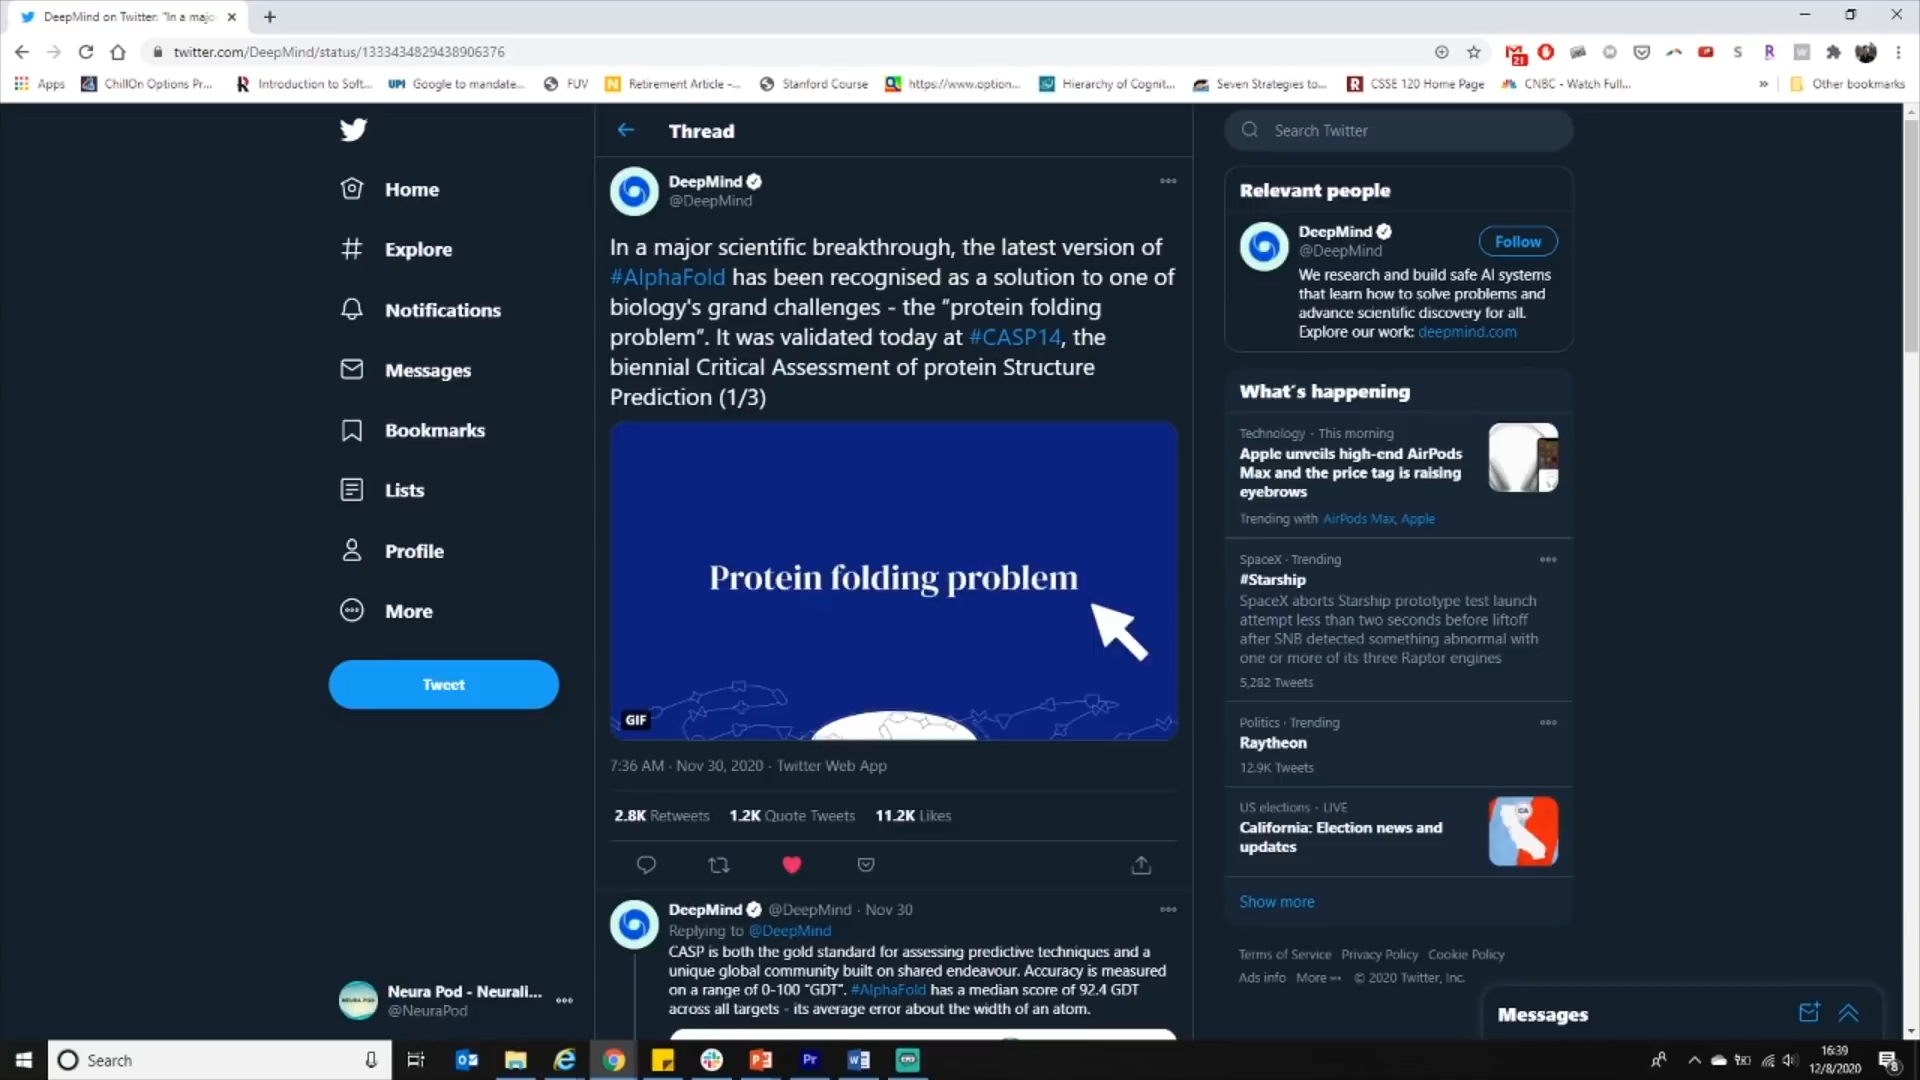 DeepMind on Twitter: "In a majo
twitter.com/DeepMind/status/1333434829438906376
21
Apps
ChillOn Options Pr...
Introduction to Soft...
UPI Google to mandate...
FUV
Retirement Article -...
Stanford Course
https://www.option...
Hierarchy of Cognit...
Seven Strategies to...
CSSE 120 Home Page
CNBC - Watch Full...
Other bookmarks
Home
Explore
Notifications
Messages
Bookmarks
Lists
Profile
More
Tweet
Neura Pod - Neurali...
@NeuraPod
Thread
DeepMind
@DeepMind
In a major scientific breakthrough, the latest version of
#AlphaFold has been recognised as a solution to one of
biology's grand challenges - the "protein folding
problem". It was validated today at #CASP14, the
biennial Critical Assessment of protein Structure
Prediction (1/3)
Protein folding problem
GIF
7:36 AM · Nov 30, 2020 · Twitter Web App
2.8K Retweets 1.2K Quote Tweets 11.2K Likes
DeepMind @DeepMind · Nov 30
Replying to @DeepMind
CASP is both the gold standard for assessing predictive techniques and a
unique global community built on shared endeavour. Accuracy is measured
on a range of 0-100 "GDT". #AlphaFold has a median score of 92.4 GDT
across all targets - its average error about the width of an atom.
Search Twitter
Relevant people
DeepMind
@DeepMind
Follow
We research and build safe AI systems
that learn how to solve problems and
advance scientific discovery for all.
Explore our work: deepmind.com
What's happening
Technology · This morning
Apple unveils high-end AirPods
Max and the price tag is raising
eyebrows
Trending with AirPods Max, Apple
SpaceX · Trending
#Starship
SpaceX aborts Starship prototype test launch
attempt less than two seconds before liftoff
after SN8 detected something abnormal with
one or more of its three Raptor engines
5,282 Tweets
Politics · Trending
Raytheon
12.9K Tweets
US elections · LIVE
California: Election news and
updates
CA
Show more
Terms of Service Privacy Policy Cookie Policy
Ads info More ··· © 2020 Twitter, Inc.
Messages
Search
16:39
12/8/2020
8